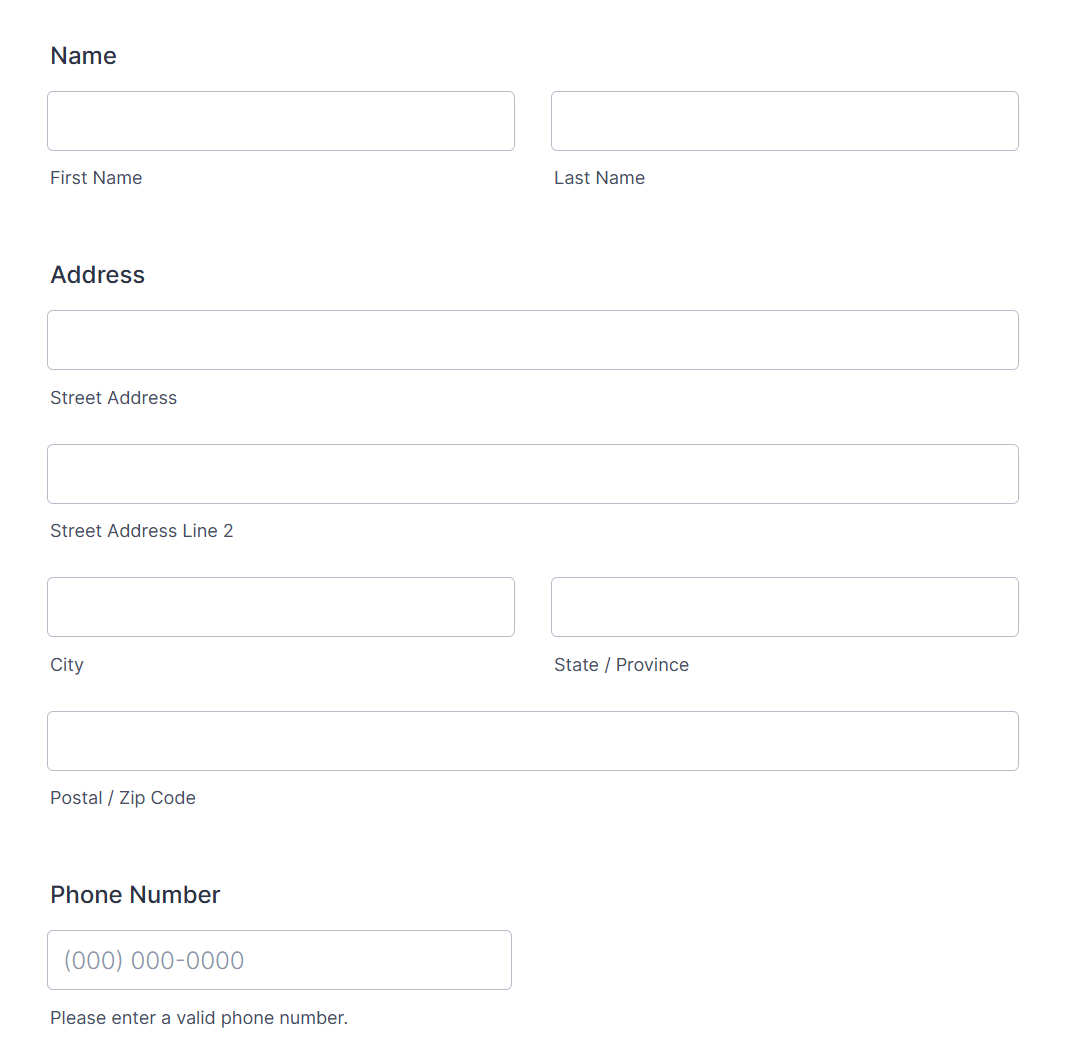 Name
First Name Last Name
Address
Street Address
Street Address Line 2
City State / Province
Postal / Zip Code
Phone Number
(000) 000-0000
Please enter a valid phone number.